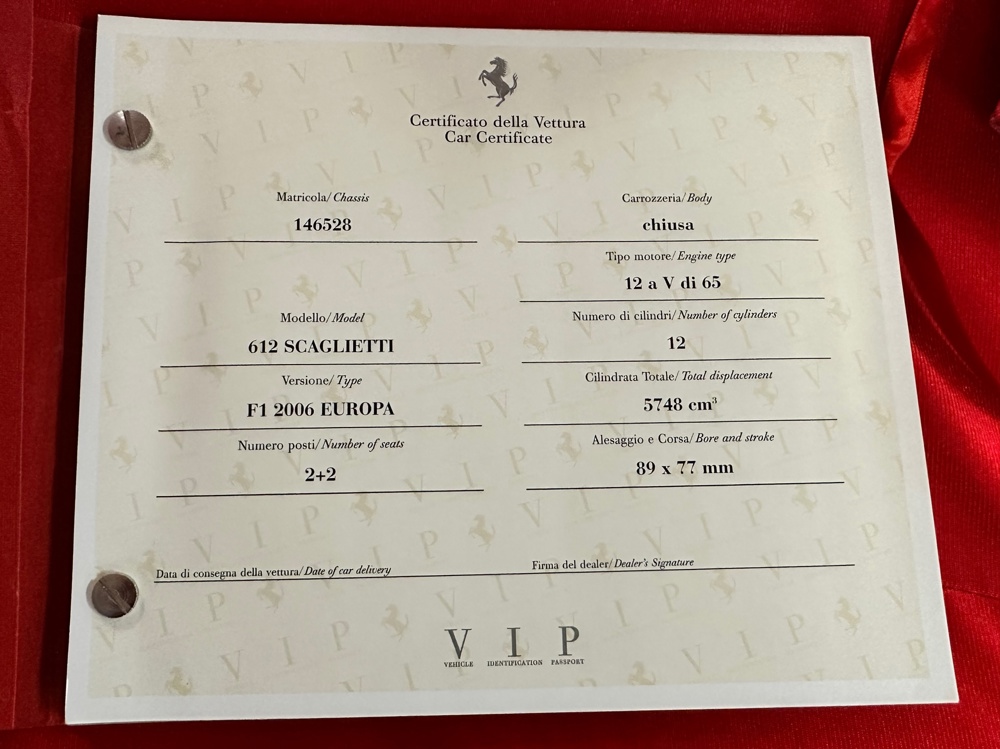 Certificato della Vettura
Car Certificate
Matricola/Chassis
146528
Modello/Model
612 SCAGLIETTI
Versione/Type
F1 2006 EUROPA
Numero posti/Number of seats
2+2
Carrozzeria/Body
chiusa
Tipo motore/Engine type
12 a V di 65
Numero di cilindri/Number of cylinders
12
Cilindrata Totale/Total displacement
5748 cm³
Alesaggio e Corsa/Bore and stroke
89 x 77 mm
Data di consegna della vettura/Date of car delivery
Firma del dealer/Dealer's Signature
V I P
VEHICLE IDENTIFICATION PASSPORT